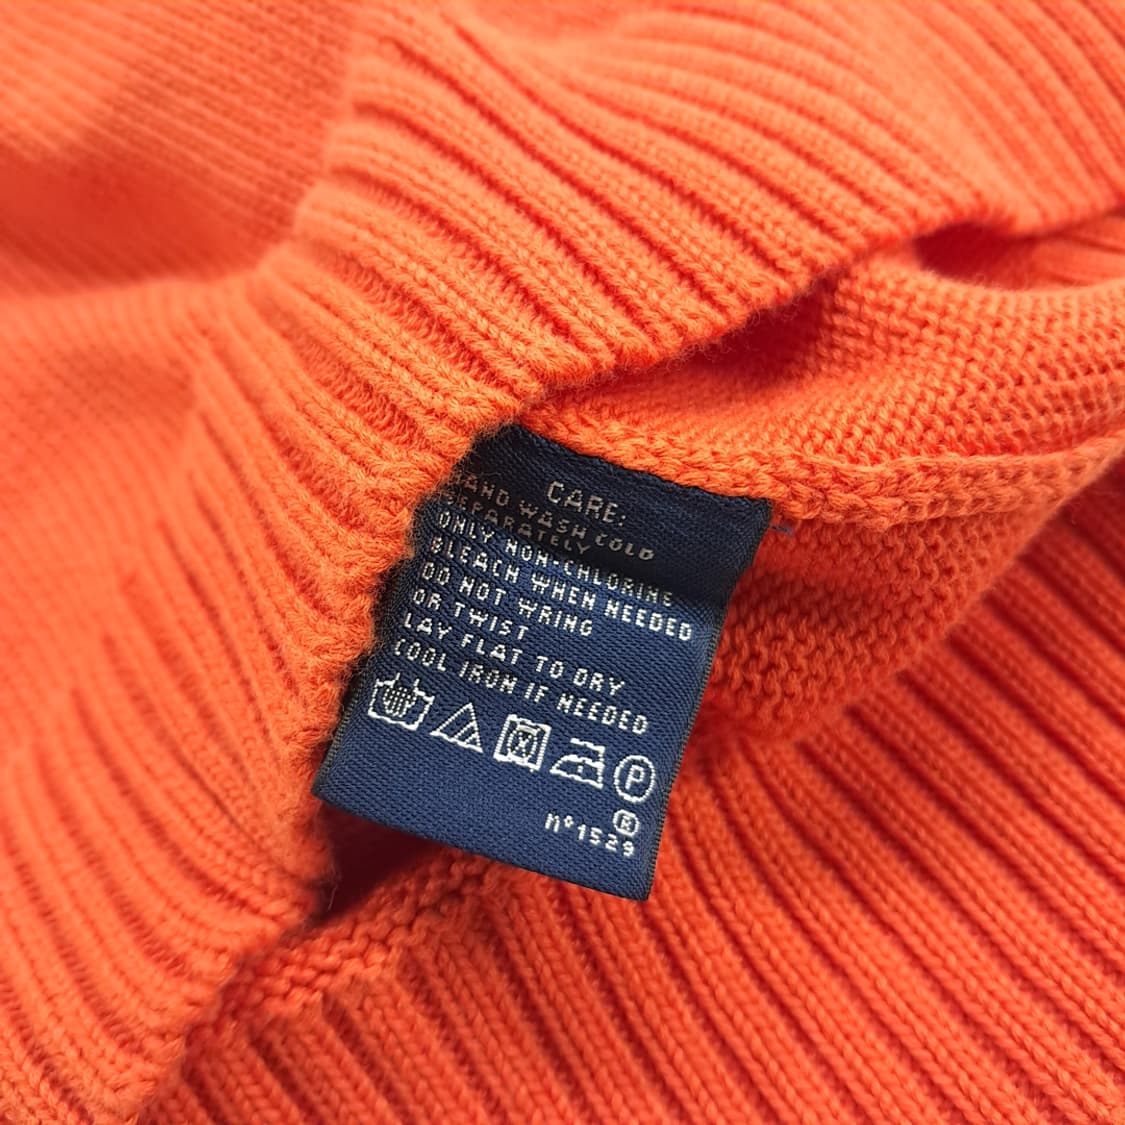 CARE:
HAND WASH COLD
SEPARATELY
ONLY NON-CHLORINE
BLEACH WHEN NEEDED
DO NOT WRING
OR TWIST
LAY FLAT TO DRY
COOL IRON IF NEEDED
P
®
n°1529